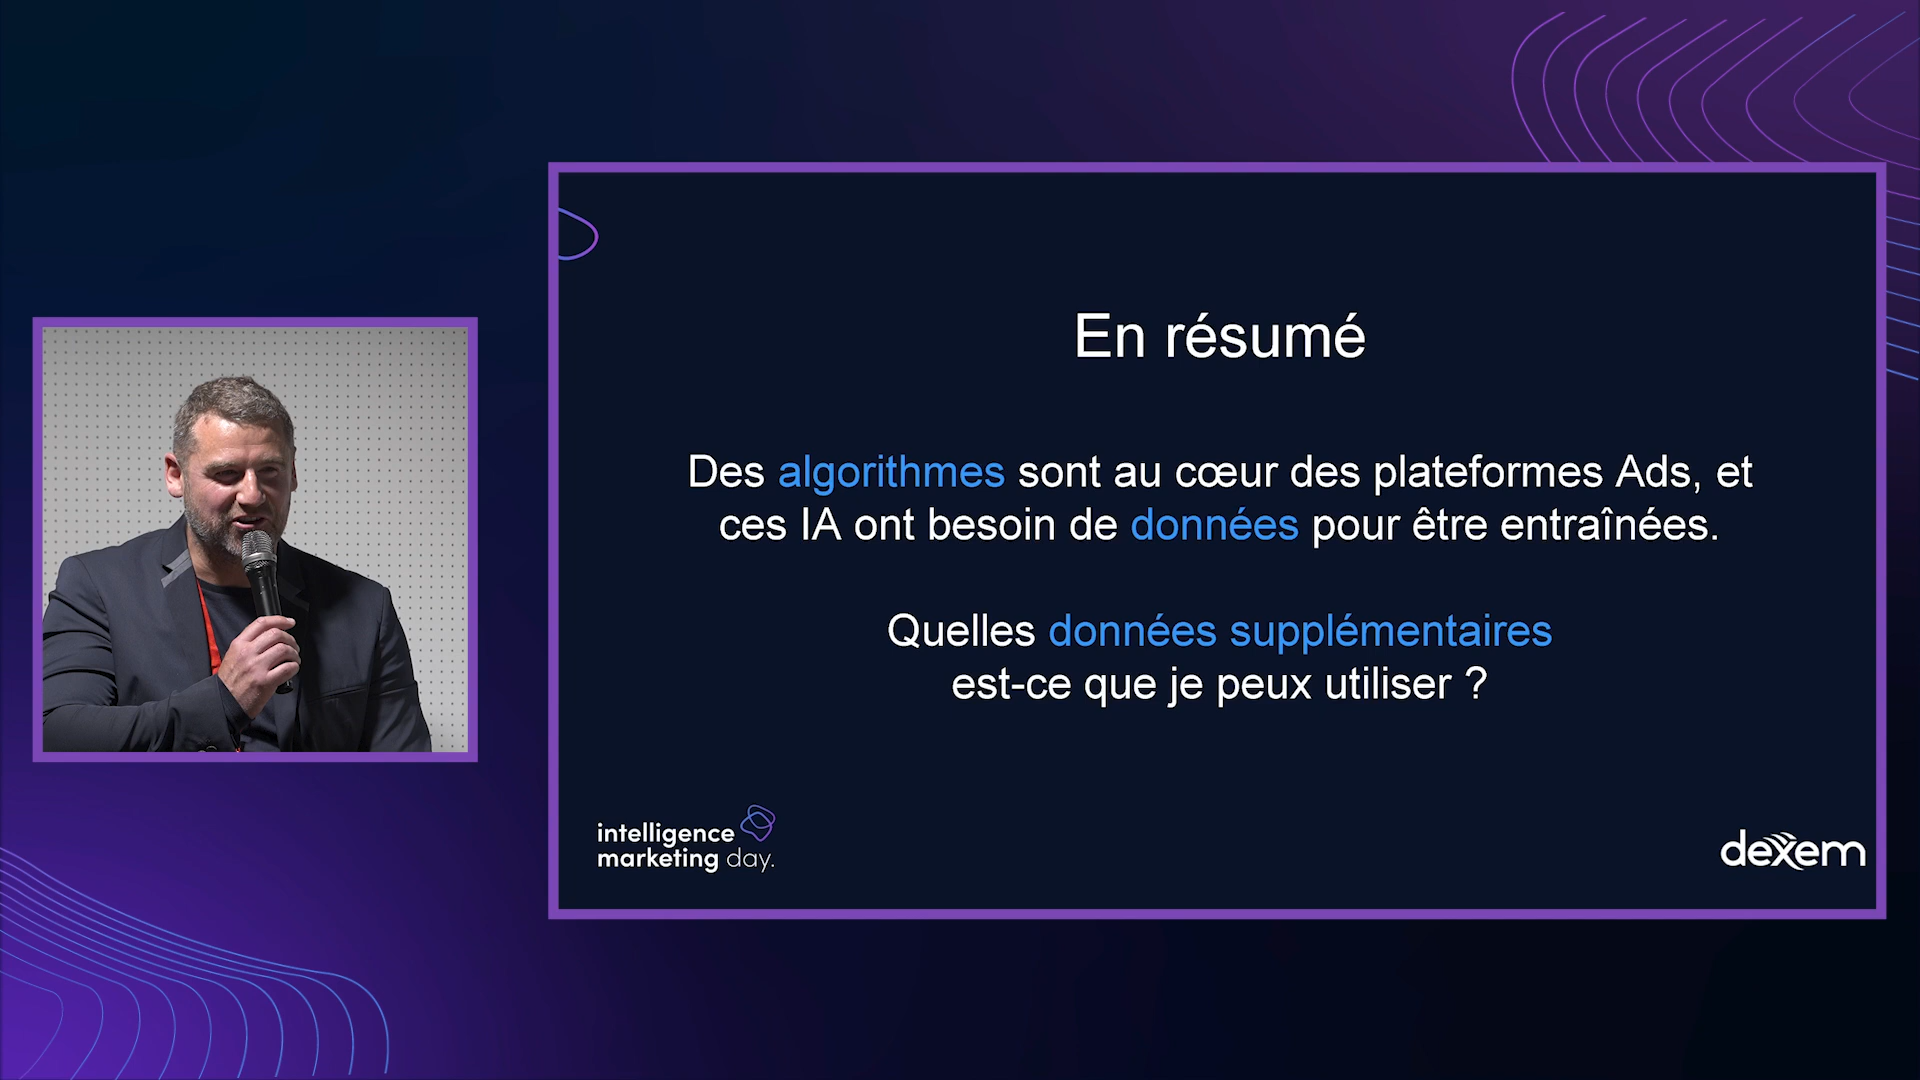 En résumé
Des algorithmes sont au cœur des plateformes Ads, et
ces IA ont besoin de données pour être entraînées.
Quelles données supplémentaires
est-ce que je peux utiliser ?
intelligence
marketing day.
dexem